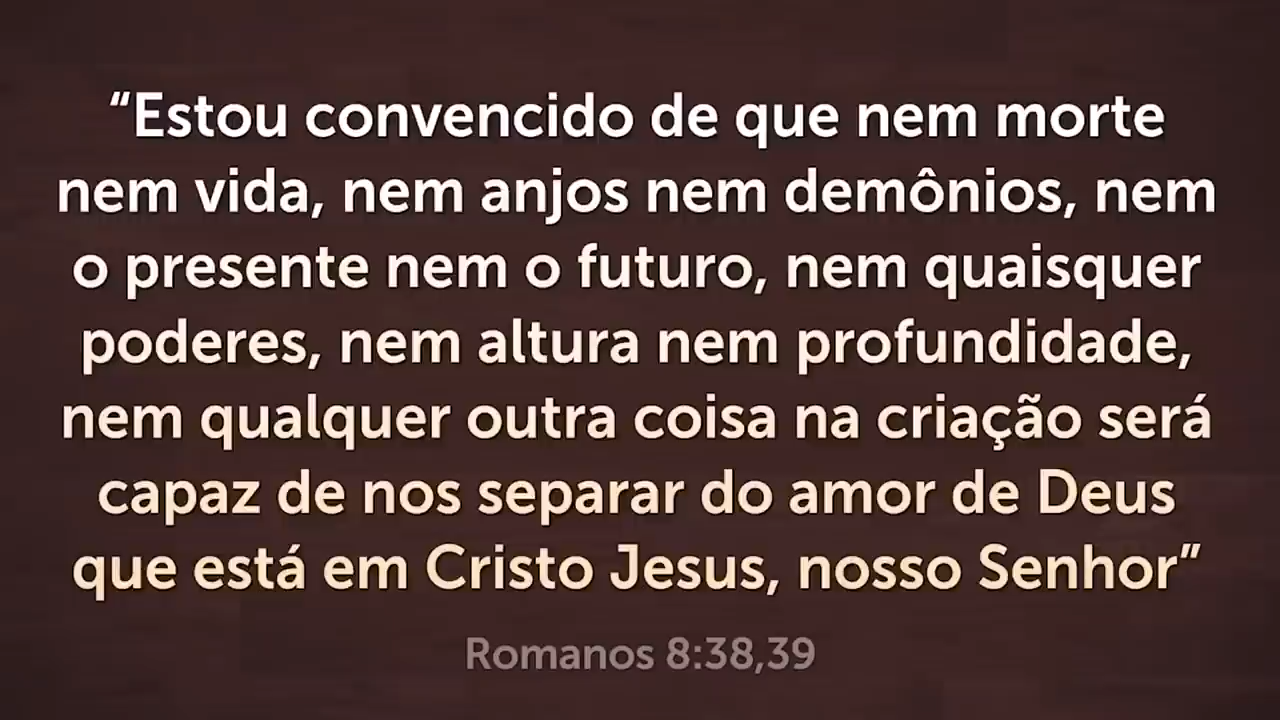 “Estou convencido de que nem morte
nem vida, nem anjos nem demônios, nem
o presente nem o futuro, nem quaisquer
poderes, nem altura nem profundidade,
nem qualquer outra coisa na criação será
capaz de nos separar do amor de Deus
que está em Cristo Jesus, nosso Senhor”
Romanos 8:38,39